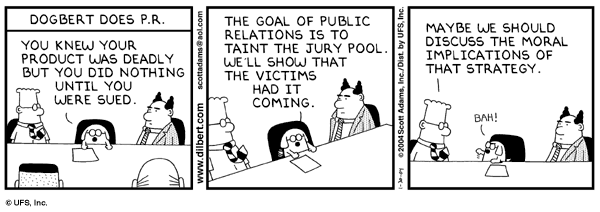 DOGBERT DOES P.R.
YOU KNEW YOUR
PRODUCT WAS DEADLY
BUT YOU DID NOTHING
UNTIL YOU
WERE SUED.
www.dilbert.com scottadams@aol.com
THE GOAL OF PUBLIC
RELATIONS IS TO
TAINT THE JURY POOL.
WE'LL SHOW THAT
THE VICTIMS
HAD IT
COMING.
©2004 Scott Adams, Inc./Dist. by UFS, Inc.
MAYBE WE SHOULD
DISCUSS THE MORAL
IMPLICATIONS OF
THAT STRATEGY.
BAH!
© UFS, Inc.